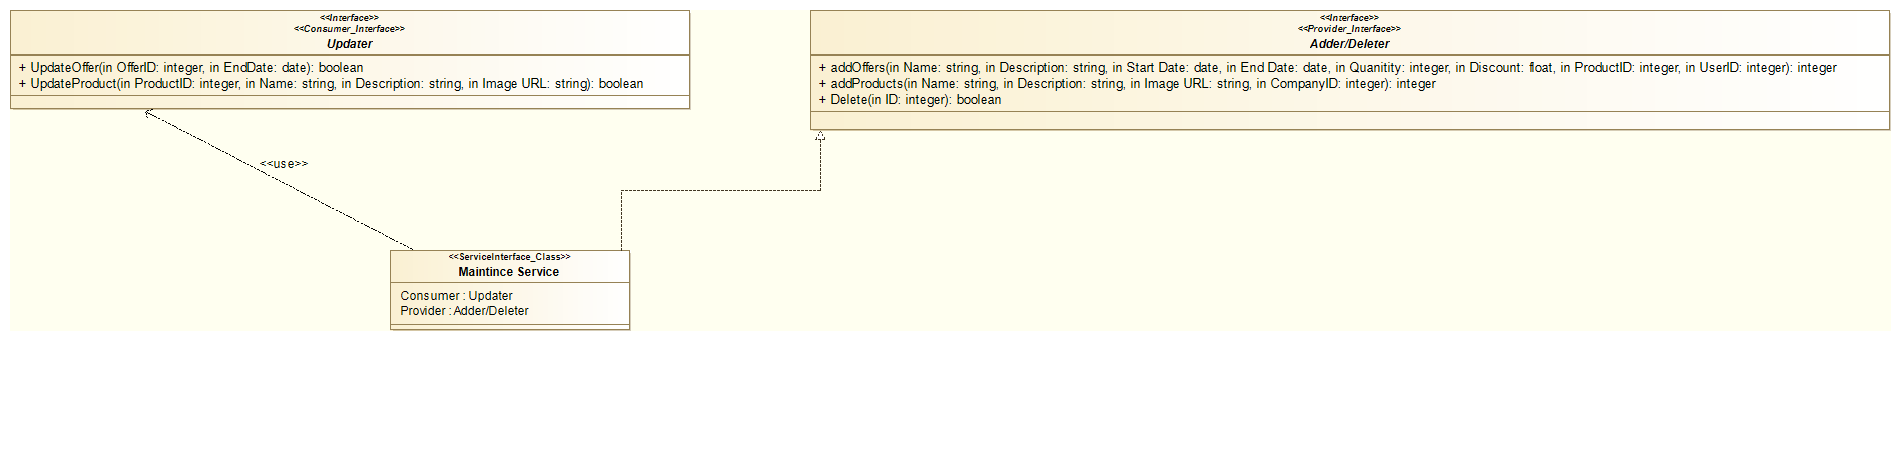 <<Interface>>
<<Consumer_Interface>>
Updater
+ UpdateOffer(in OfferID: integer, in EndDate: date): boolean
+ UpdateProduct(in ProductID: integer, in Name: string, in Description: string, in Image URL: string): boolean
<<Interface>>
<<Provider_Interface>>
Adder/Deleter
+ addOffers(in Name: string, in Description: string, in Start Date: date, in End Date: date, in Quanitity: integer, in Discount: float, in ProductID: integer, in UserID: integer): integer
+ addProducts(in Name: string, in Description: string, in Image URL: string, in CompanyID: integer): integer
+ Delete(in ID: integer): boolean
<<use>>
<<ServiceInterface_Class>>
Maintince Service
Consumer : Updater
Provider : Adder/Deleter